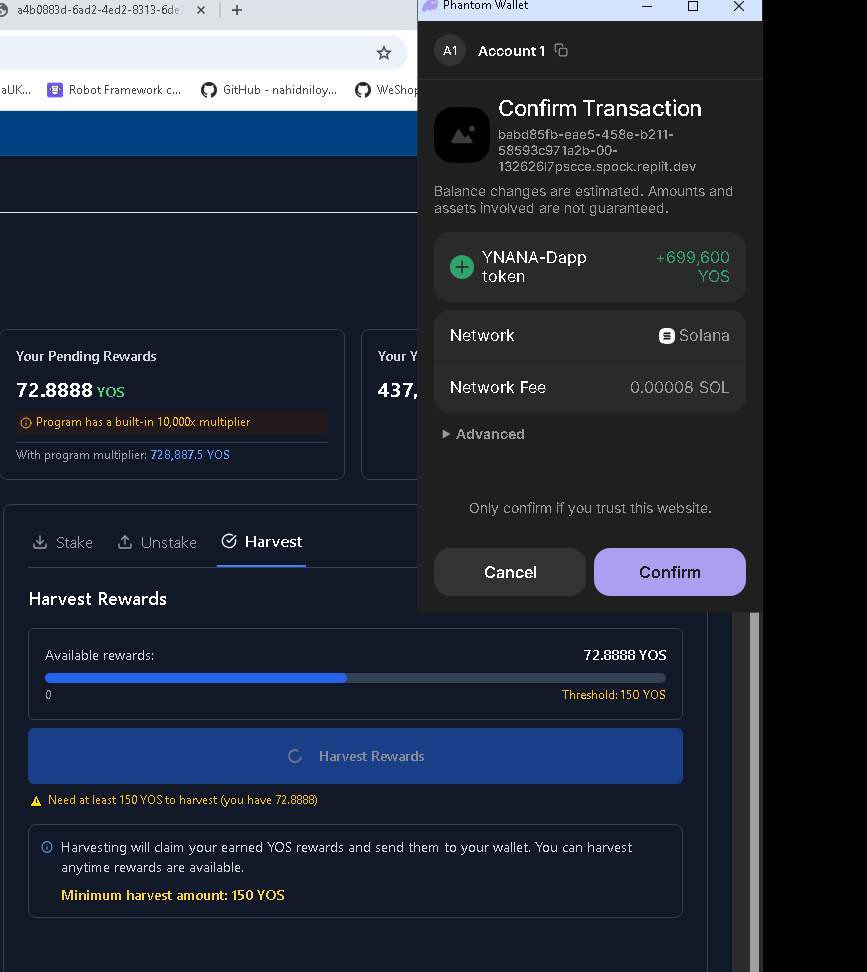 a4b0883d-6ad2-4ed2-8313-6de
aUK...
Robot Framework c...
GitHub - nahidniloy...
WeShop
Your Pending Rewards
72.8888 YOS
Program has a built-in 10,000x multiplier
With program multiplier: 728,887.5 YOS
Your Y
437,
Stake
Unstake
Harvest
Harvest Rewards
Available rewards:
72.8888 YOS
0
Threshold: 150 YOS
Harvest Rewards
Need at least 150 YOS to harvest (you have 72.8888)
Harvesting will claim your earned YOS rewards and send them to your wallet. You can harvest
anytime rewards are available.
Minimum harvest amount: 150 YOS
Phantom Wallet
A1
Account 1
Confirm Transaction
babd85fb-eae5-458e-b211-
58593c971a2b-00-
132626l7pscce.spock.replit.dev
Balance changes are estimated. Amounts and
assets involved are not guaranteed.
YNANA-Dapp
token
+699,600
YOS
Network
Solana
Network Fee
0.00008 SOL
Advanced
Only confirm if you trust this website.
Cancel
Confirm